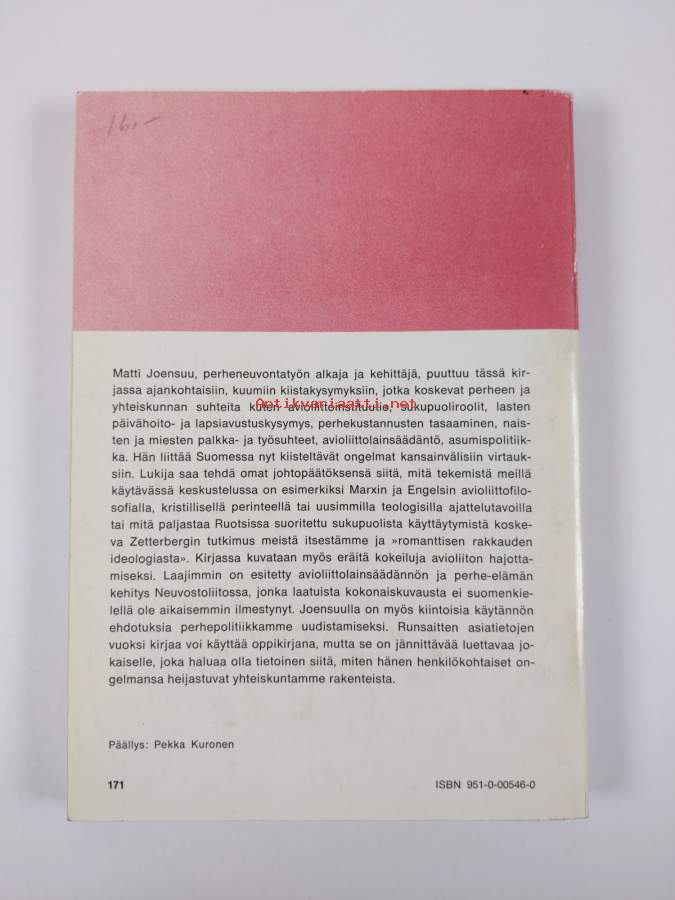 16,-
Matti Joensuu, perheneuvontatyön alkaja ja kehittäjä, puuttuu tässä kir-
jassa ajankohtaisiin, kuumiin kiistakysymyksiin, jotka koskevat perheen ja
yhteiskunnan suhteita kuten avioliittoinstituutio, sukupuoliroolit, lasten
Antikvariaatti.net
päivähoito- ja lapsiavustuskysymys, perhekustannusten tasaaminen, nais-
ten ja miesten palkka- ja työsuhteet, avioliittolainsäädäntö, asumispolitiik-
ka. Hän liittää Suomessa nyt kiisteltävät ongelmat kansainvälisiin virtauk-
siin. Lukija saa tehdä omat johtopäätöksensä siitä, mitä tekemistä meillä
käytävässä keskustelussa on esimerkiksi Marxin ja Engelsin avioliittofilo-
sofialla, kristillisellä perinteellä tai uusimmilla teologisilla ajattelutavoilla
tai mitä paljastaa Ruotsissa suoritettu sukupuolista käyttäytymistä koske-
va Zetterbergin tutkimus meistä itsestämme ja »romanttisen rakkauden
ideologiasta». Kirjassa kuvataan myös eräitä kokeiluja avioliiton hajotta-
miseksi. Laajimmin on esitetty avioliittolainsäädännön ja perhe-elämän
kehitys Neuvostoliitossa, jonka laatuista kokonaiskuvausta ei suomenkie-
lellä ole aikaisemmin ilmestynyt. Joensuulla on myös kiintoisia käytännön
ehdotuksia perhepolitiikkamme uudistamiseksi. Runsaitten asiatietojen
vuoksi kirjaa voi käyttää oppikirjana, mutta se on jännittävää luettavaa jo-
kaiselle, joka haluaa olla tietoinen siitä, miten hänen henkilökohtaiset on-
gelmansa heijastuvat yhteiskuntamme rakenteista.
Päällys: Pekka Kuronen
171
ISBN 951-0-00546-0